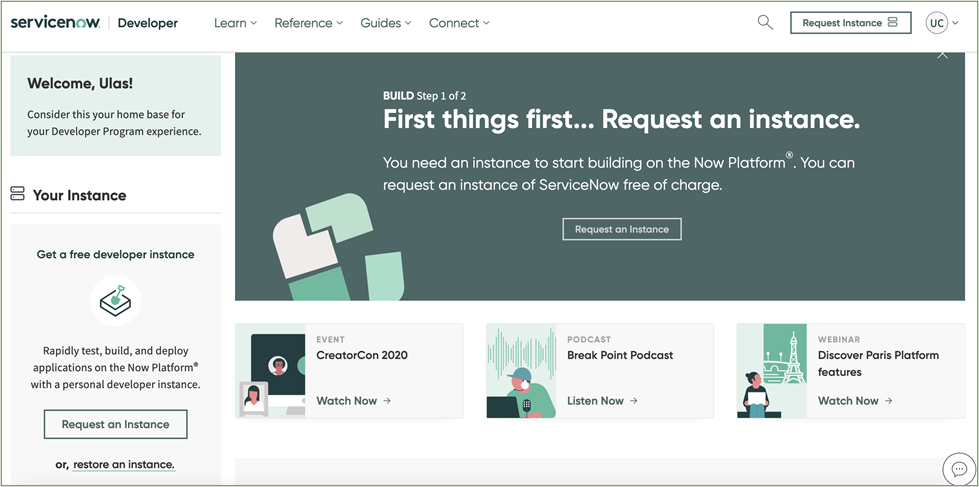 servicenow Developer Learn Reference Guides Connect Request Instance UC
Welcome, Ulas!
Consider this your home base for
your Developer Program experience.
Your Instance
Get a free developer instance
Rapidly test, build, and deploy
applications on the Now Platform®
with a personal developer instance.
Request an Instance
or, restore an instance.
BUILD Step 1 of 2
First things first... Request an instance.
You need an instance to start building on the Now Platform®. You can
request an instance of ServiceNow free of charge.
Request an Instance
EVENT
CreatorCon 2020
Watch Now →
PODCAST
Break Point Podcast
Listen Now →
WEBINAR
Discover Paris Platform
features
Watch Now →